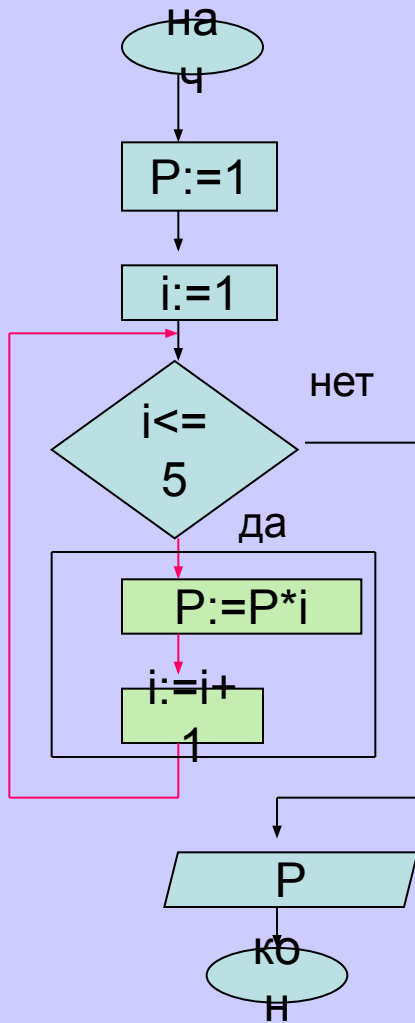 на
ч
P:=1
i:=1
нет
i<=
5
да
P:=P*i
i:=i+
1
P
ко
н